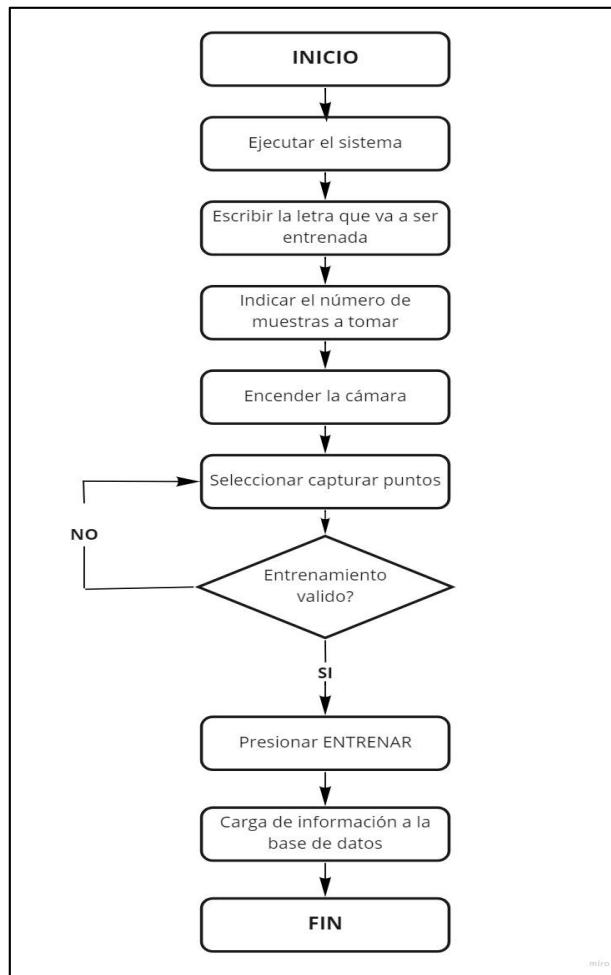 INICIO
Ejecutar el sistema
Escribir la letra que va a ser
entrenada
Indicar el número de
muestras a tomar
Encender la cámara
Seleccionar capturar puntos
NO
Entrenamiento
valido?
SI
Presionar ENTRENAR
Carga de información a la
base de datos
FIN
miro